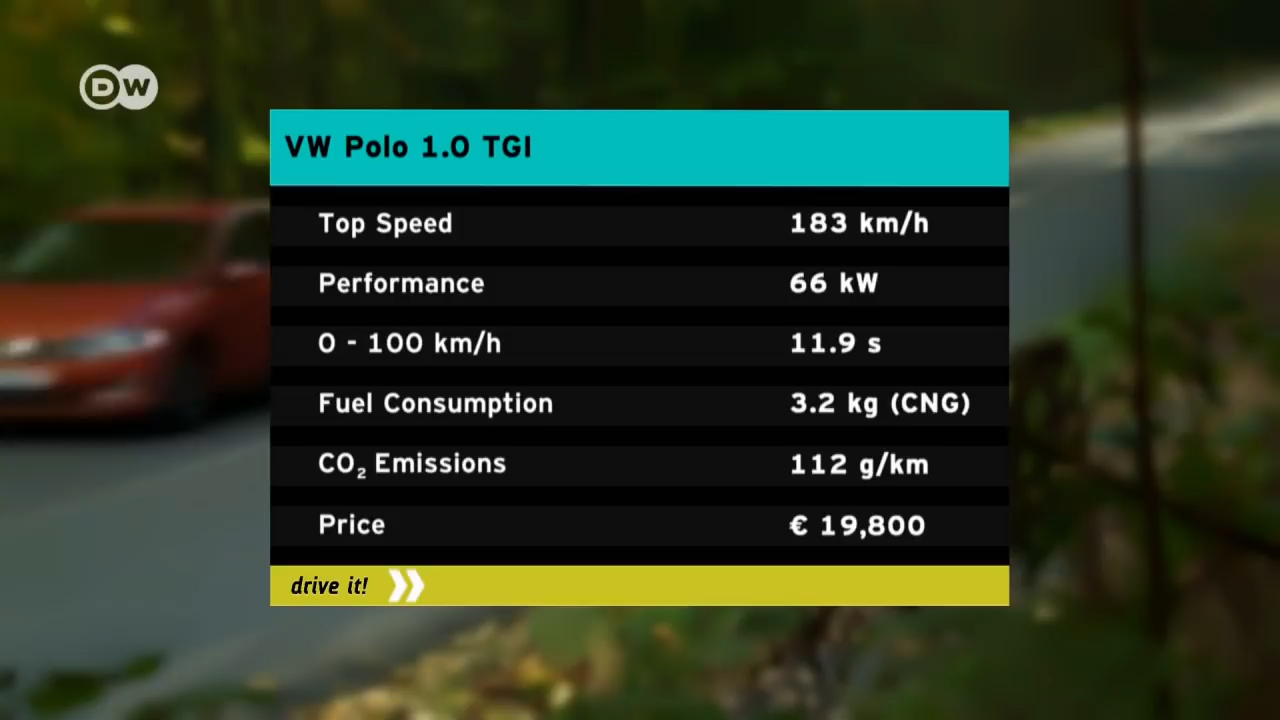 DW
VW Polo 1.0 TGI
Top Speed 183 km/h
Performance 66 kW
0 - 100 km/h 11.9 s
Fuel Consumption 3.2 kg (CNG)
CO₂ Emissions 112 g/km
Price € 19,800
drive it!